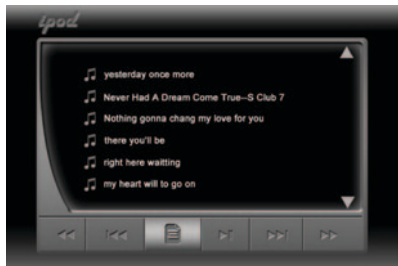 ipod
yesterday once more
Never Had A Dream Come True--S Club 7
Nothing gonna chang my love for you
there you'll be
right here waitting
my heart will to go on